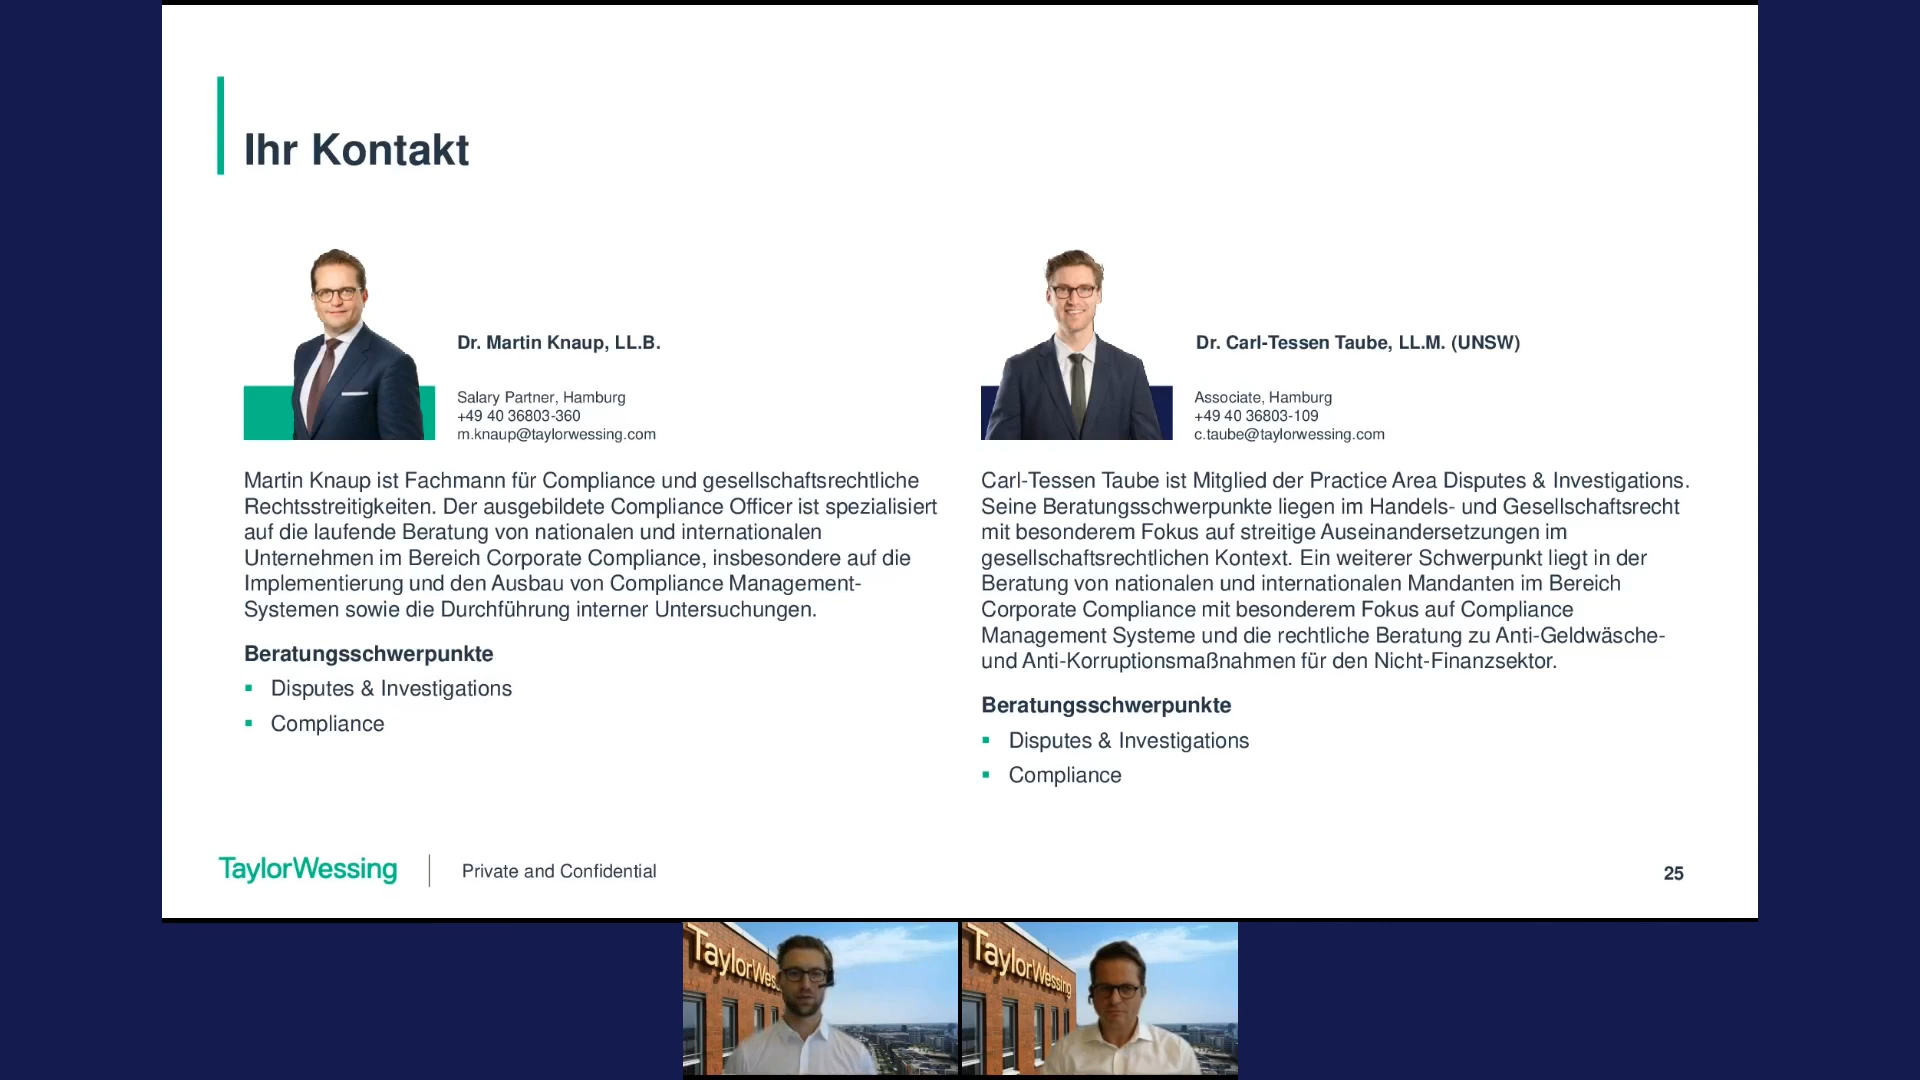 Ihr Kontakt
Dr. Martin Knaup, LL.B.
Salary Partner, Hamburg
+49 40 36803-360
m.knaup@taylorwessing.com
Martin Knaup ist Fachmann für Compliance und gesellschaftsrechtliche
Rechtsstreitigkeiten. Der ausgebildete Compliance Officer ist spezialisiert
auf die laufende Beratung von nationalen und internationalen
Unternehmen im Bereich Corporate Compliance, insbesondere auf die
Implementierung und den Ausbau von Compliance Management-
Systemen sowie die Durchführung interner Untersuchungen.
Beratungsschwerpunkte
Disputes & Investigations
Compliance
Dr. Carl-Tessen Taube, LL.M. (UNSW)
Associate, Hamburg
+49 40 36803-109
c.taube@taylorwessing.com
Carl-Tessen Taube ist Mitglied der Practice Area Disputes & Investigations.
Seine Beratungsschwerpunkte liegen im Handels- und Gesellschaftsrecht
mit besonderem Fokus auf streitige Auseinandersetzungen im
gesellschaftsrechtlichen Kontext. Ein weiterer Schwerpunkt liegt in der
Beratung von nationalen und internationalen Mandanten im Bereich
Corporate Compliance mit besonderem Fokus auf Compliance
Management Systeme und die rechtliche Beratung zu Anti-Geldwäsche-
und Anti-Korruptionsmaßnahmen für den Nicht-Finanzsektor.
Beratungsschwerpunkte
Disputes & Investigations
Compliance
TaylorWessing
Private and Confidential
25
TaylorWes
TaylorWessing